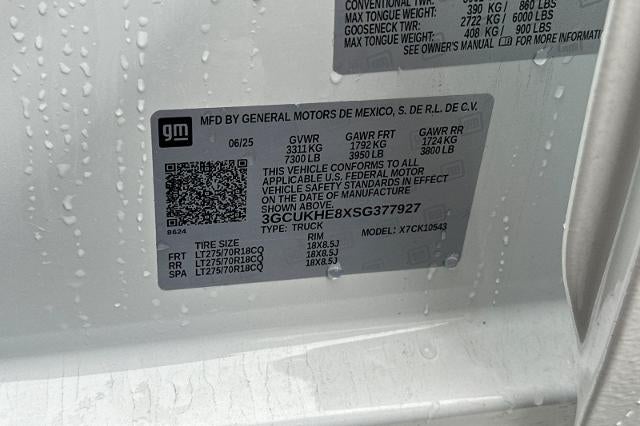 CONVENTIONAL TWR:
MAX TONGUE WEIGHT: 390 KG / 860 LBS
GOOSENECK TWR: 2722 KG / 6000 LBS
MAX TONGUE WEIGHT: 408 KG / 900 LBS
SEE OWNER'S MANUAL FOR MORE INFORMATION
gm
MFD BY GENERAL MOTORS DE MEXICO, S. DE R.L. DE C.V.
06/25 GVWR GAWR FRT GAWR RR
3311 KG 1792 KG 1724 KG
7300 LB 3950 LB 3800 LB
THIS VEHICLE CONFORMS TO ALL
APPLICABLE U.S. FEDERAL MOTOR
VEHICLE SAFETY STANDARDS IN EFFECT
ON THE DATE OF MANUFACTURE SHOWN ABOVE.
3GCUKHE8XSG377927
8624
TYPE: TRUCK MODEL: X7CK10543
TIRE SIZE RIM
FRT LT275/70R18CQ 18X8.5J
RR LT275/70R18CQ 18X8.5J
SPA LT275/70R18CQ 18X8.5J